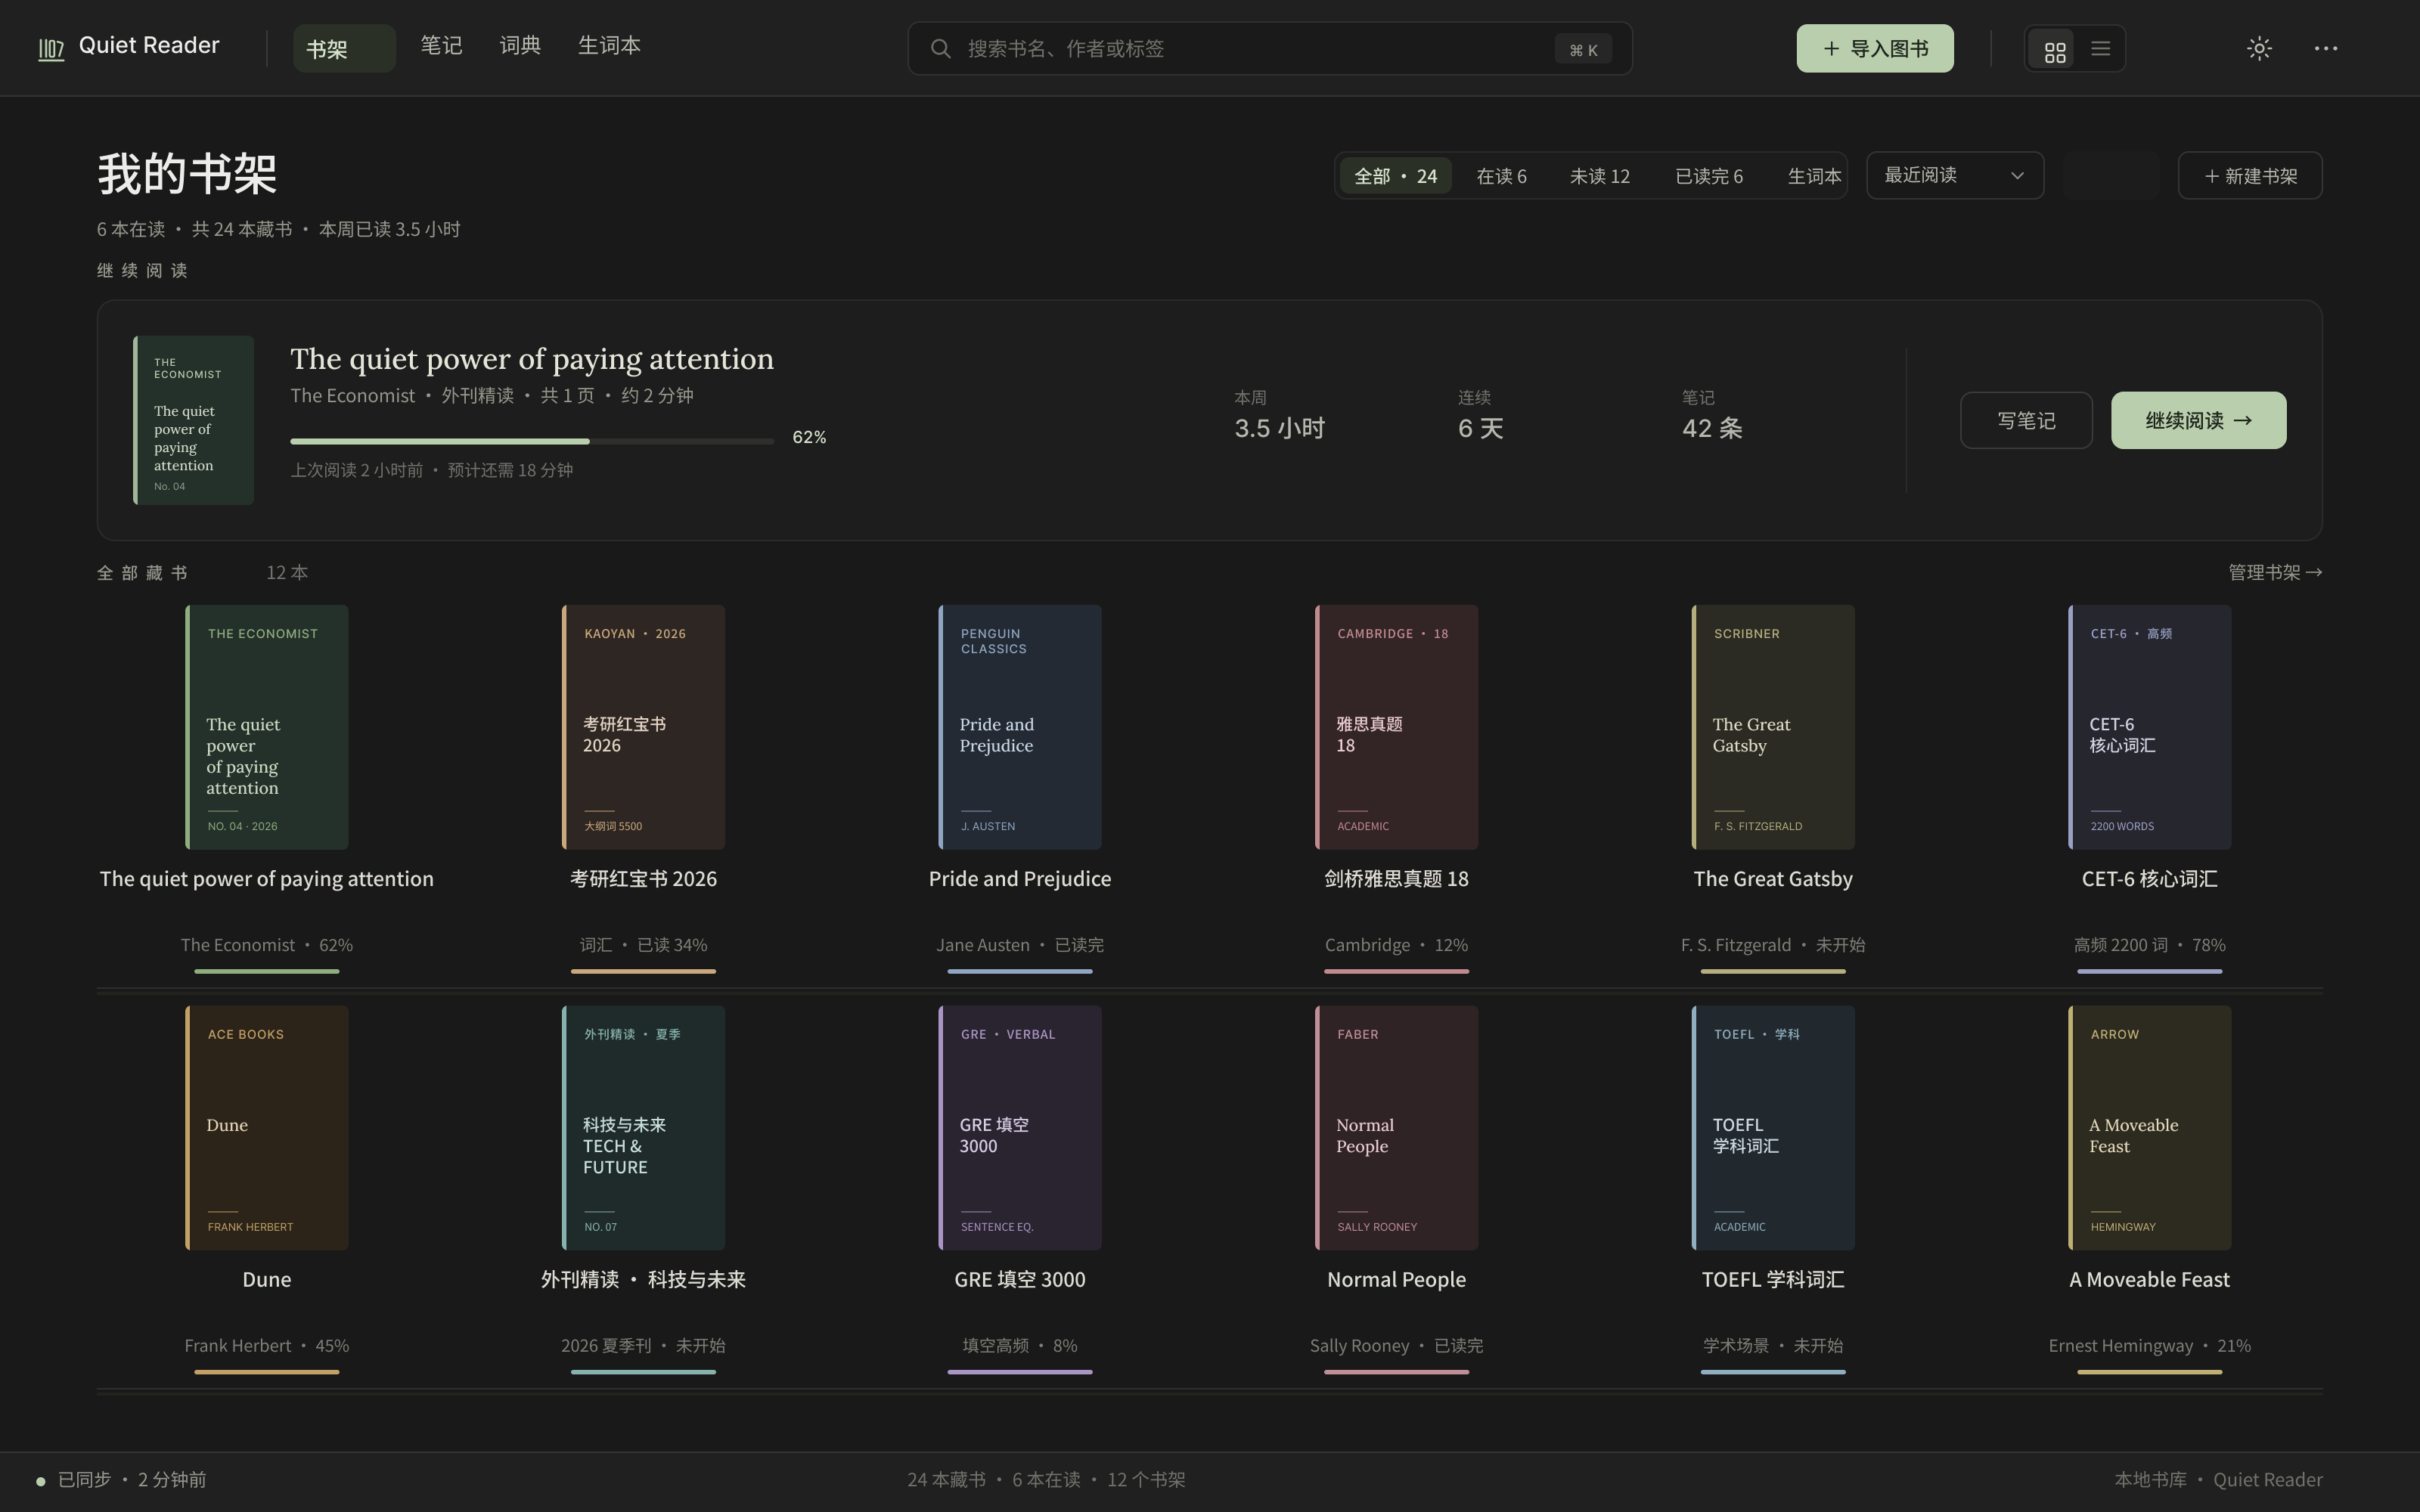 Quiet Reader
书架
笔记
词典
生词本
搜索书名、作者或标签
⌘ K
+ 导入图书
我的书架
全部 · 24
在读 6
未读 12
已读完 6
生词本
最近阅读
+ 新建书架
6 本在读 · 共 24 本藏书 · 本周已读 3.5 小时
继续阅读
THE
ECONOMIST
The quiet
power of
paying
attention
No. 04
The quiet power of paying attention
The Economist · 外刊精读 · 共 1 页 · 约 2 分钟
62%
上次阅读 2 小时前 · 预计还需 18 分钟
本周
3.5 小时
连续
6 天
笔记
42 条
写笔记
继续阅读 →
全部藏书
12 本
管理书架 →
THE ECONOMIST
The quiet
power
of paying
attention
NO. 04 · 2026
The quiet power of paying attention
The Economist · 62%
KAOYAN · 2026
考研红宝书
2026
大纲词 5500
考研红宝书 2026
词汇 · 已读 34%
PENGUIN
CLASSICS
Pride and
Prejudice
J. AUSTEN
Pride and Prejudice
Jane Austen · 已读完
CAMBRIDGE · 18
雅思真题
18
ACADEMIC
剑桥雅思真题 18
Cambridge · 12%
SCRIBNER
The Great
Gatsby
F. S. FITZGERALD
The Great Gatsby
F. S. Fitzgerald · 未开始
CET-6 · 高频
CET-6
核心词汇
2200 WORDS
CET-6 核心词汇
高频 2200 词 · 78%
ACE BOOKS
Dune
FRANK HERBERT
Dune
Frank Herbert · 45%
外刊精读 · 夏季
科技与未来
TECH &
FUTURE
NO. 07
外刊精读 · 科技与未来
2026 夏季刊 · 未开始
GRE · VERBAL
GRE 填空
3000
SENTENCE EQ.
GRE 填空 3000
填空高频 · 8%
FABER
Normal
People
SALLY ROONEY
Normal People
Sally Rooney · 已读完
TOEFL · 学科
TOEFL
学科词汇
ACADEMIC
TOEFL 学科词汇
学术场景 · 未开始
ARROW
A Moveable
Feast
HEMINGWAY
A Moveable Feast
Ernest Hemingway · 21%
已同步 · 2 分钟前
24 本藏书 · 6 本在读 · 12 个书架
本地书库 · Quiet Reader